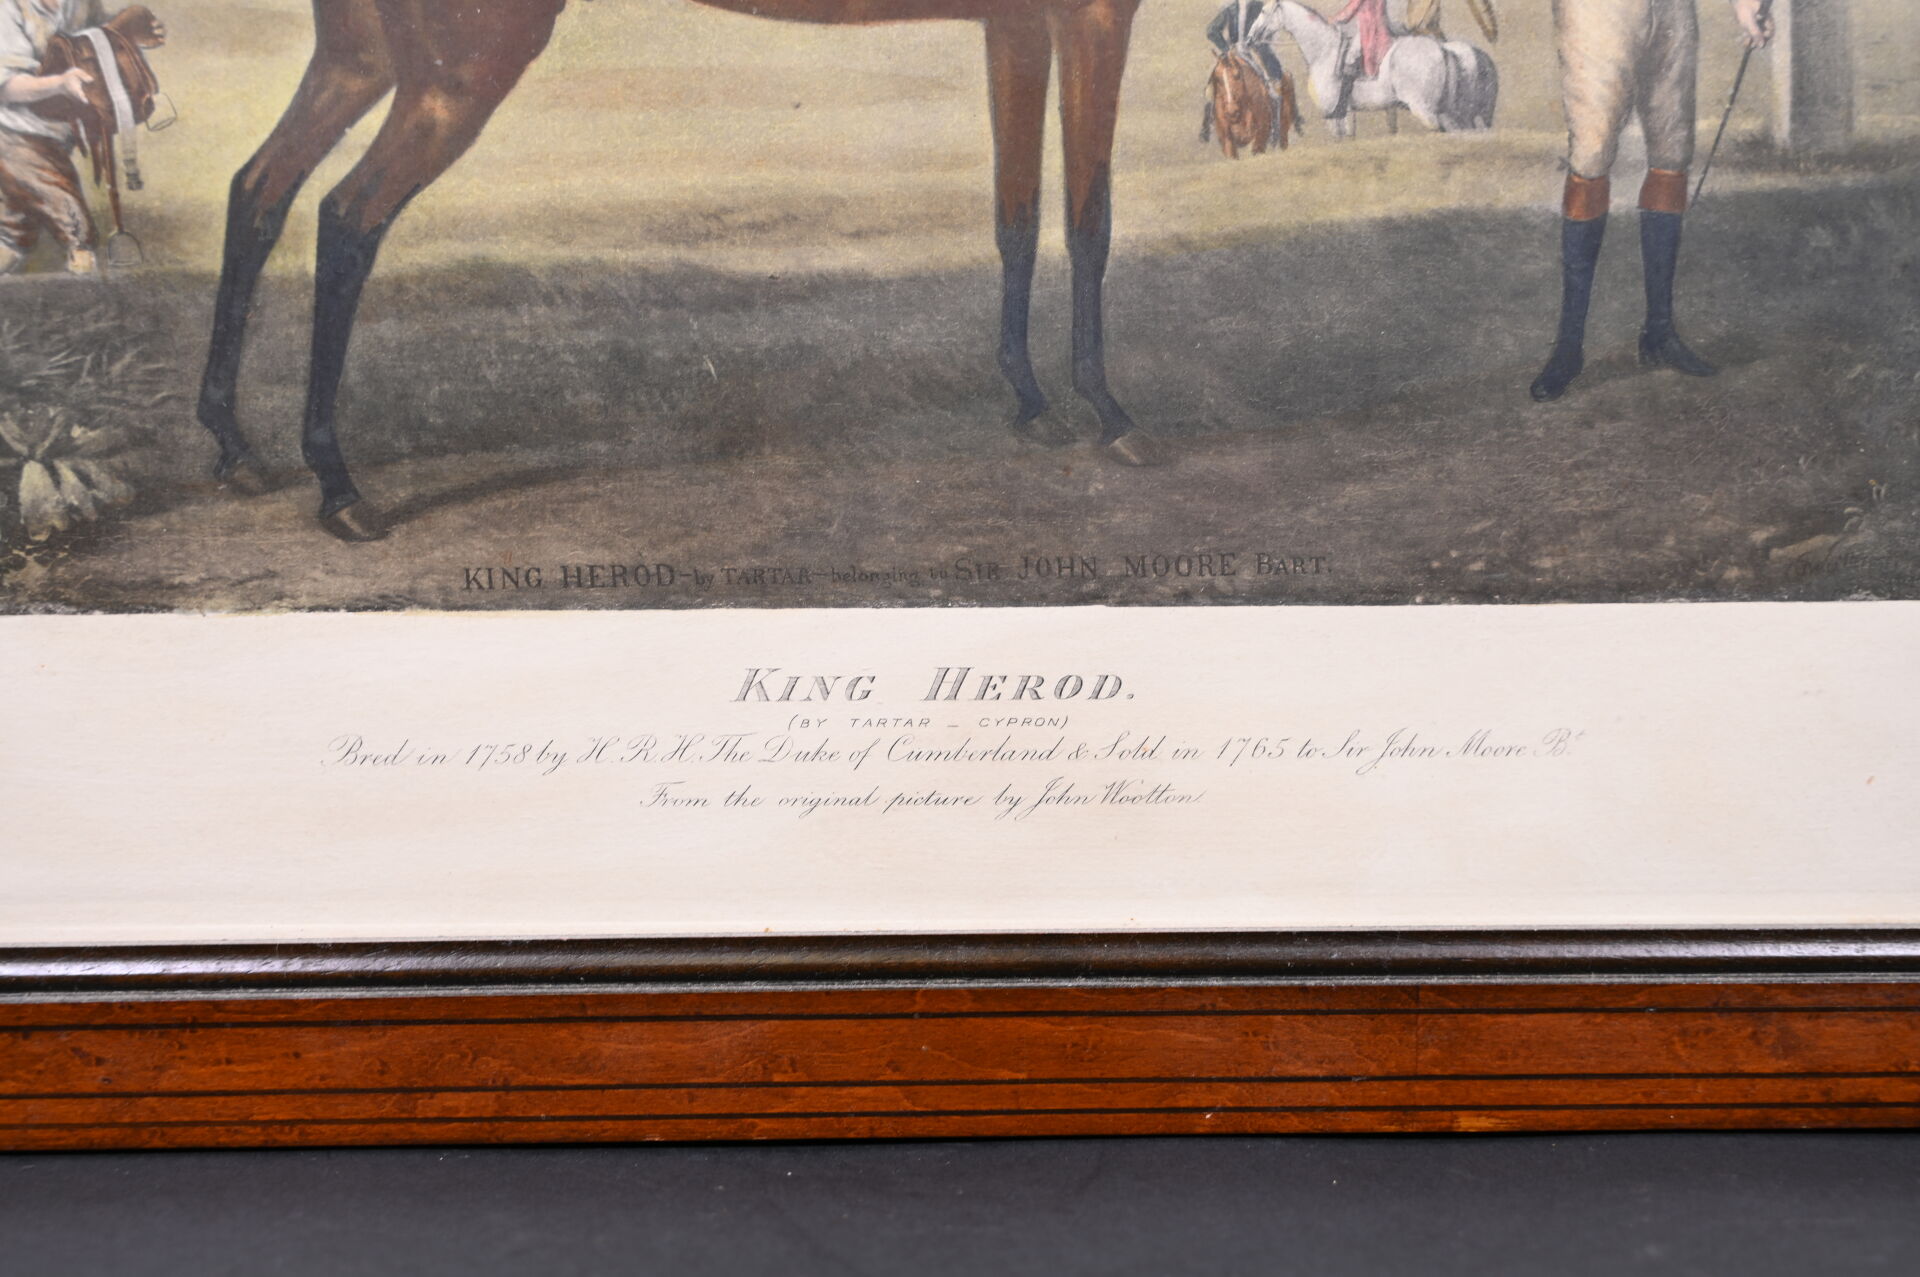 KING HEROD-by TARTAR-belonging to SIR JOHN MOORE BART.
KING HEROD.
(BY TARTAR _ CYPRON)
Bred in 1758 by H.R.H. The Duke of Cumberland & Sold in 1765 to Sir John Moore Bt.
From the original picture by John Wootton.